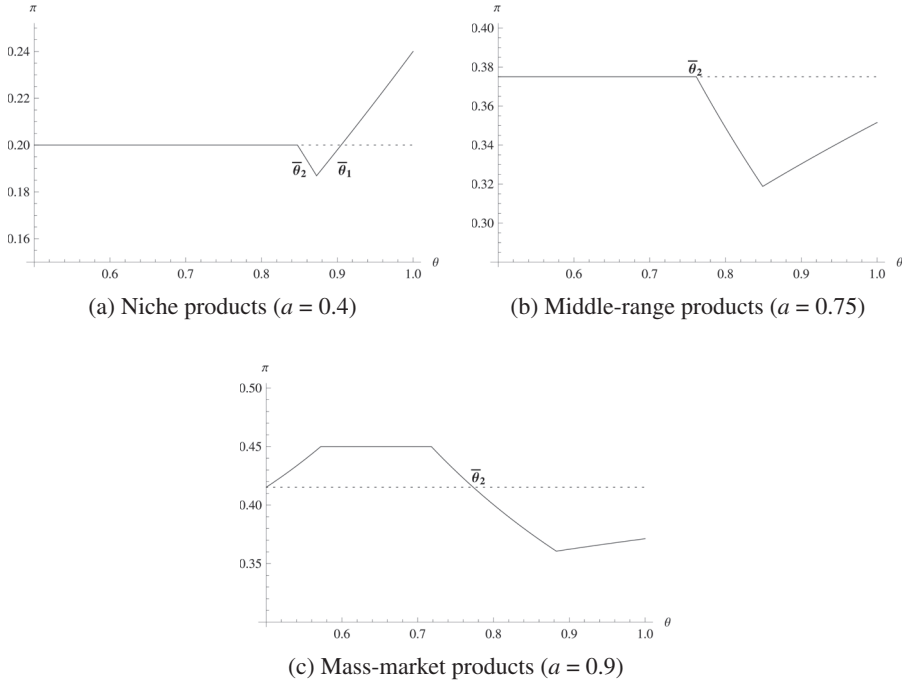 π
0.24
0.22
0.20
0.18
0.16
θ̅₂
θ̅₁
0.6 0.7 0.8 0.9 1.0 θ
(a) Niche products (a = 0.4)
π
0.40
0.38
0.36
0.34
0.32
0.30
θ̅₂
0.6 0.7 0.8 0.9 1.0 θ
(b) Middle-range products (a = 0.75)
π
0.50
0.45
0.40
0.35
θ̅₂
0.6 0.7 0.8 0.9 1.0 θ
(c) Mass-market products (a = 0.9)